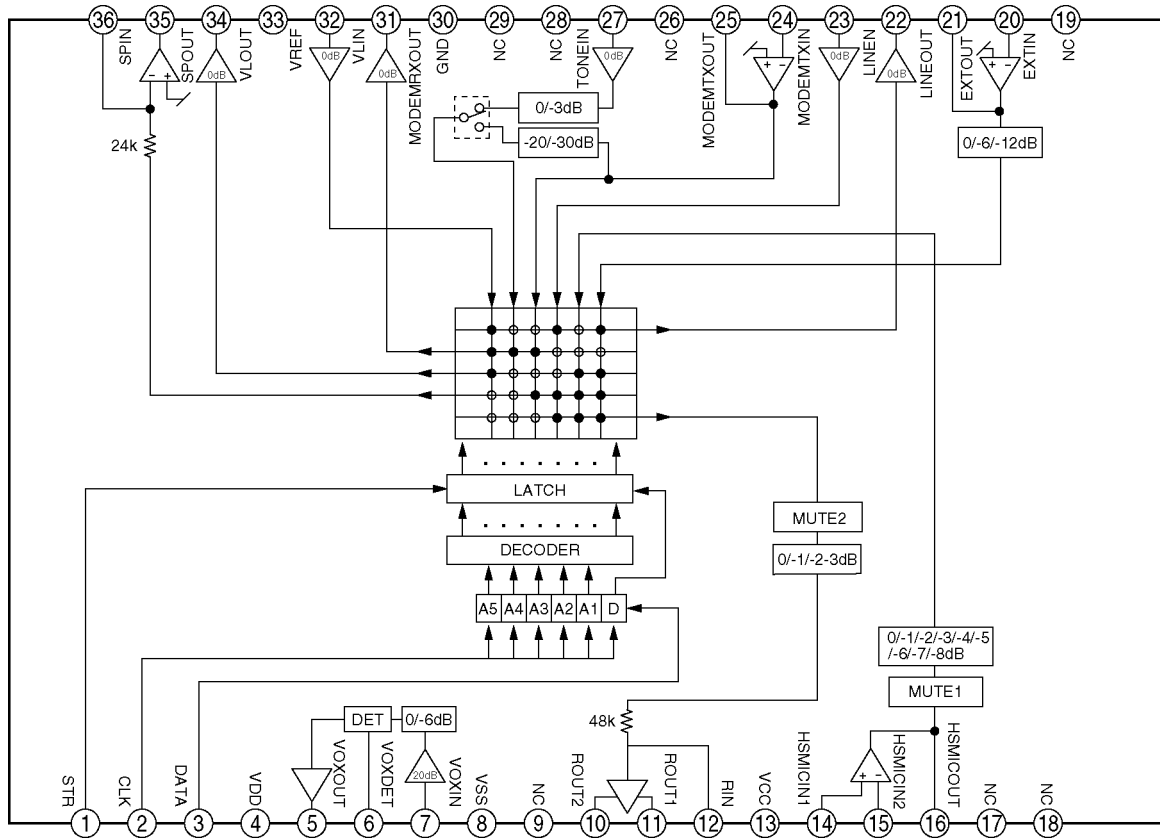 36 35 34 33 32 31 30 29 28 27 26 25 24 23 22 21 20 19
SPIN
SPOUT
VLOUT
VREF
VLIN
MODEMRXOUT
GND
NC
NC
TONEIN
NC
MODEMTXOUT
MODEMTXIN
LINEN
LINEOUT
EXTOUT
EXTIN
NC
- +
0dB
0dB
0dB
0dB
+ -
0dB
0dB
+ -
0/-3dB
-20/-30dB
0/-6/-12dB
24k
LATCH
DECODER
A5 A4 A3 A2 A1 D
MUTE2
0/-1/-2-3dB
0/-1/-2/-3/-4/-5
/-6/-7/-8dB
MUTE1
48k
DET
0/-6dB
20dB
+ -
STR
CLK
DATA
VDD
VOXOUT
VOXDET
VOXIN
VSS
NC
ROUT2
ROUT1
RIN
VCC
HSMICIN1
HSMICIN2
HSMICOUT
NC
NC
1 2 3 4 5 6 7 8 9 10 11 12 13 14 15 16 17 18